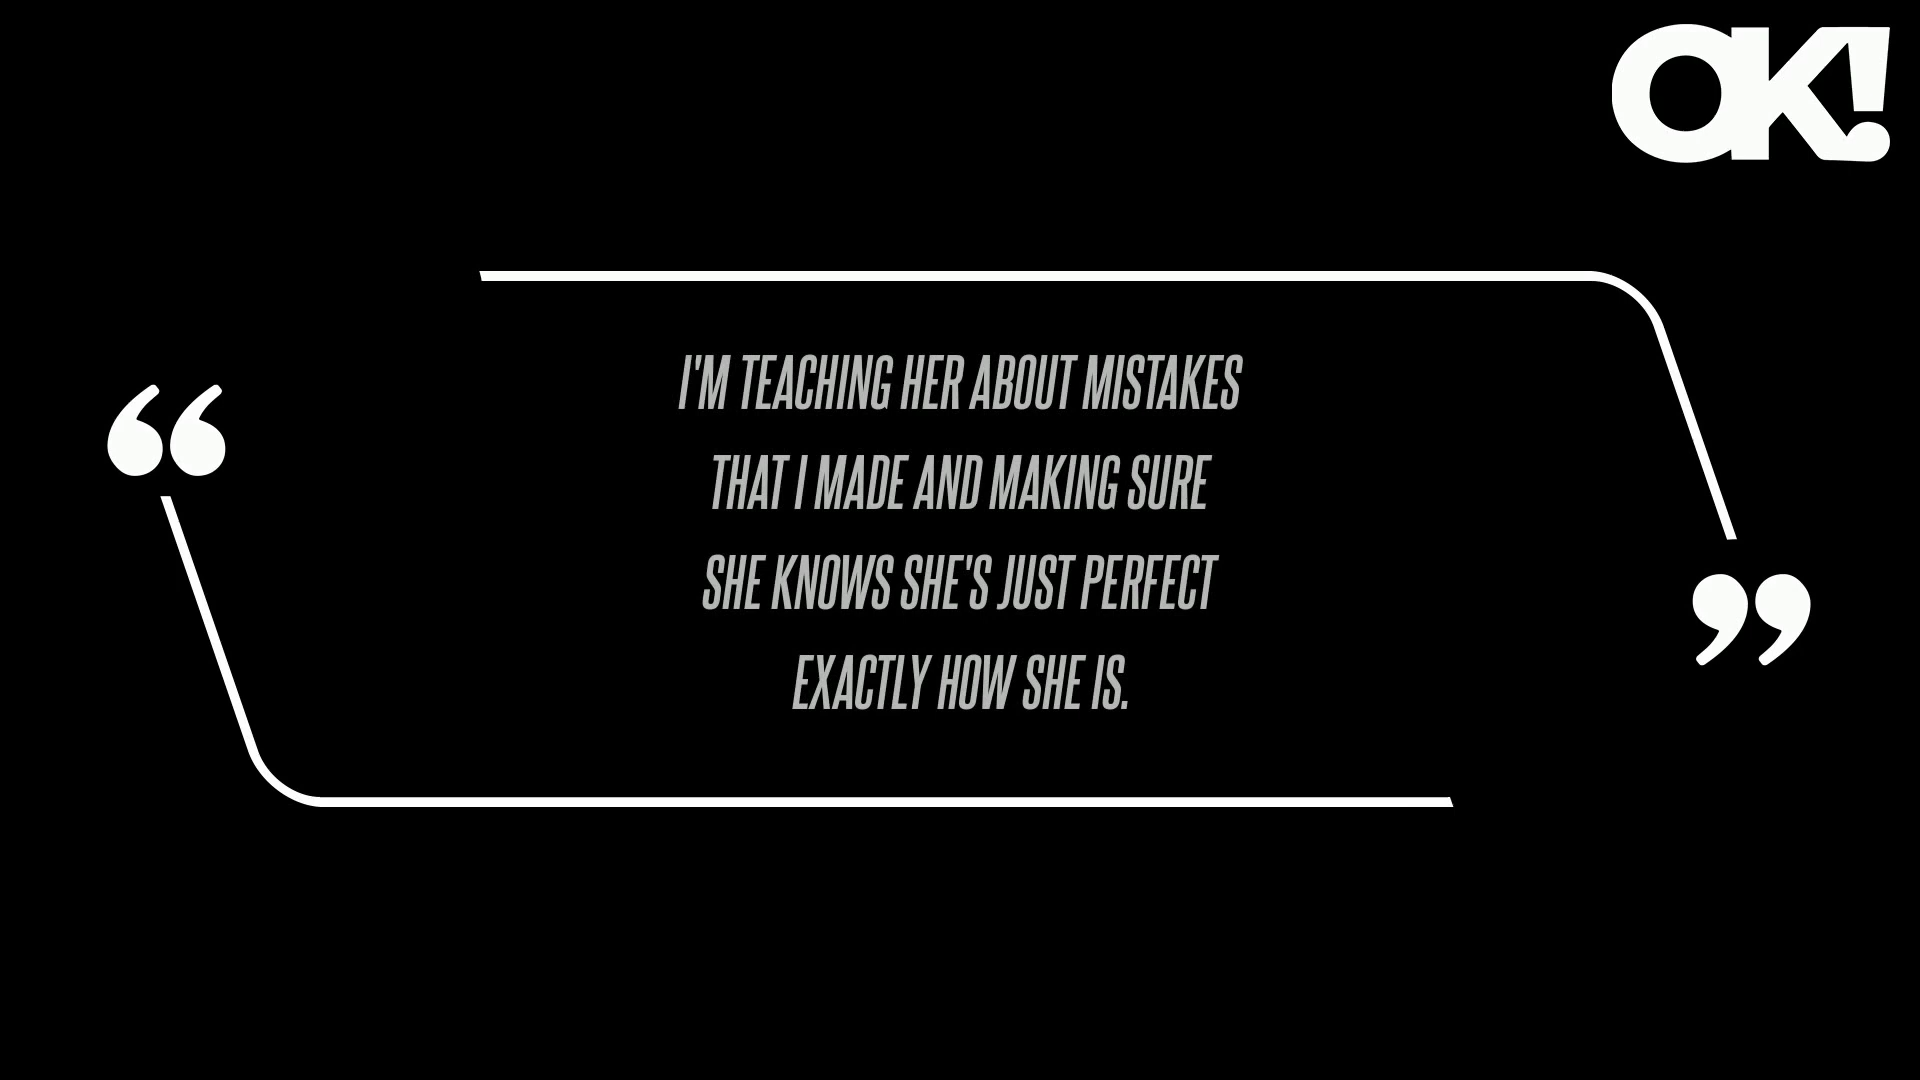 OK!
“
I'M TEACHING HER ABOUT MISTAKES
THAT I MADE AND MAKING SURE
SHE KNOWS SHE'S JUST PERFECT
EXACTLY HOW SHE IS.
”